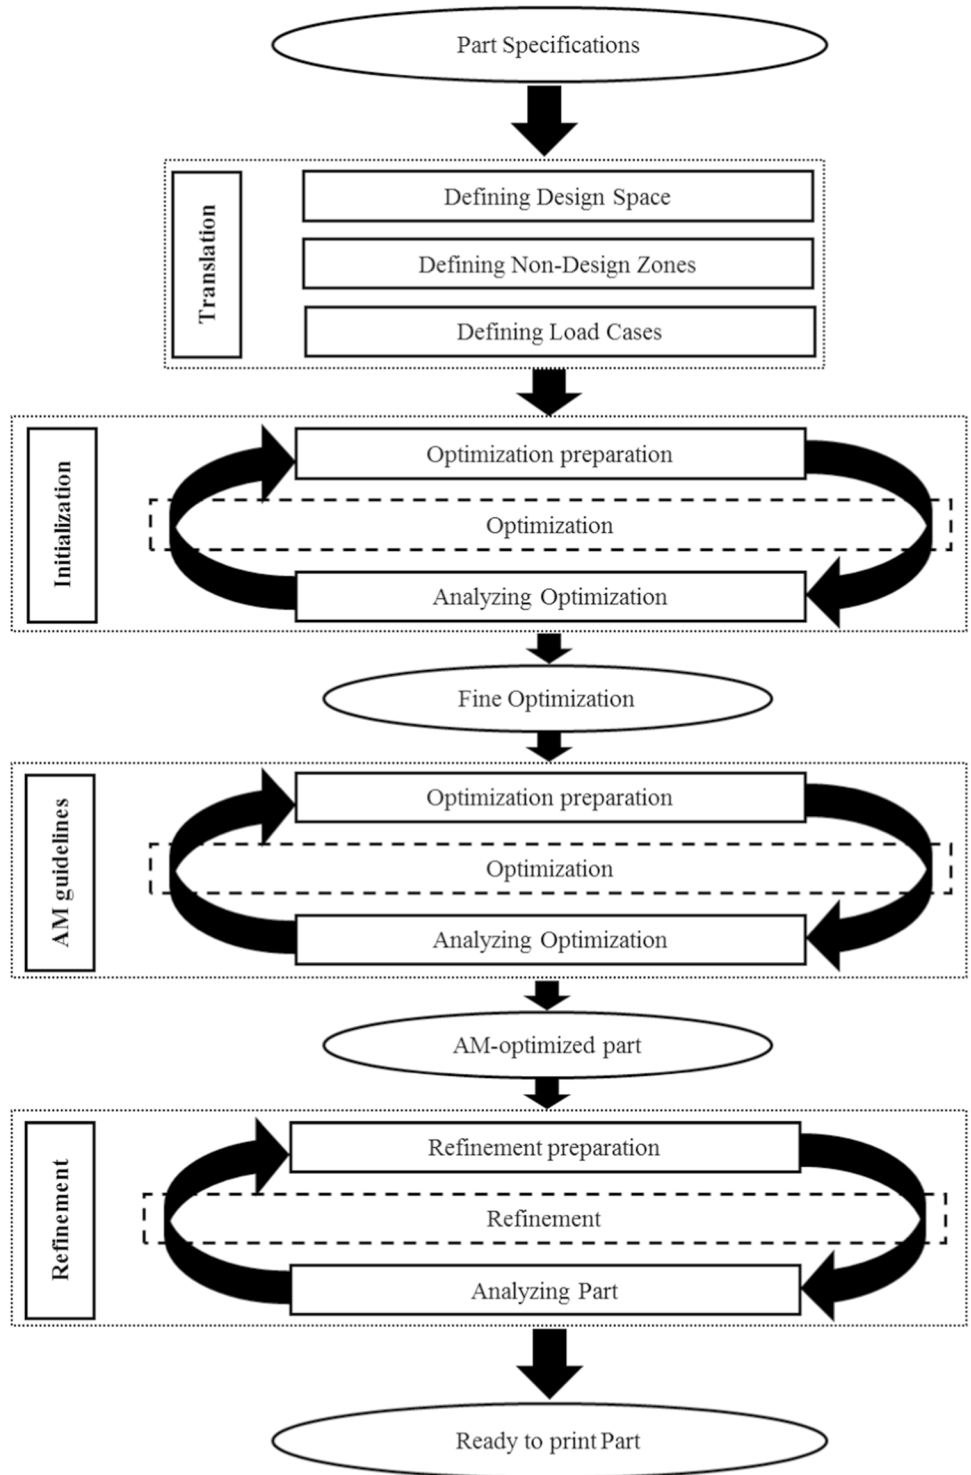 Part Specifications
Translation
Defining Design Space
Defining Non-Design Zones
Defining Load Cases
Initialization
Optimization preparation
Optimization
Analyzing Optimization
Fine Optimization
AM guidelines
Optimization preparation
Optimization
Analyzing Optimization
AM-optimized part
Refinement
Refinement preparation
Refinement
Analyzing Part
Ready to print Part